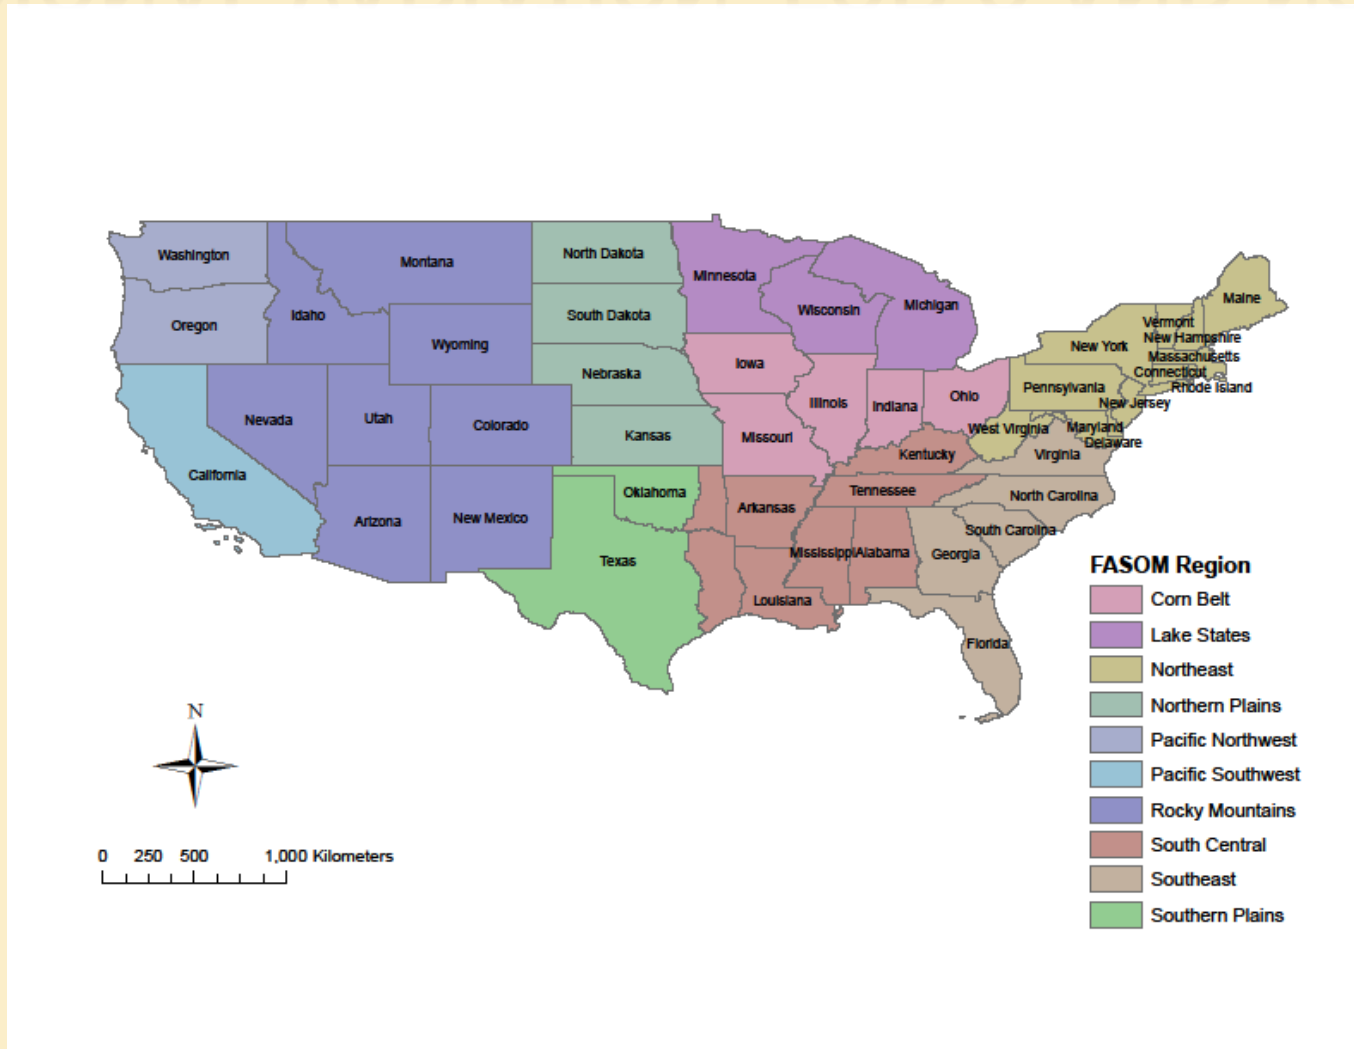 Washington
Montana
North Dakota
Minnesota
Oregon
Idaho
Wyoming
South Dakota
Wisconsin
Michigan
Maine
Vermont
New Hampshire
New York
Massachusetts
Connecticut
Rhode Island
Nevada
Utah
Colorado
Nebraska
Iowa
Illinois
Indiana
Ohio
Pennsylvania
New Jersey
Kansas
Missouri
West Virginia
Maryland
Delaware
California
Kentucky
Virginia
Arizona
New Mexico
Oklahoma
Arkansas
Tennessee
North Carolina
Texas
Mississippi
Alabama
Georgia
South Carolina
Louisiana
Florida
FASOM Region
Corn Belt
Lake States
Northeast
Northern Plains
Pacific Northwest
Pacific Southwest
Rocky Mountains
South Central
Southeast
Southern Plains
N
0 250 500 1,000 Kilometers